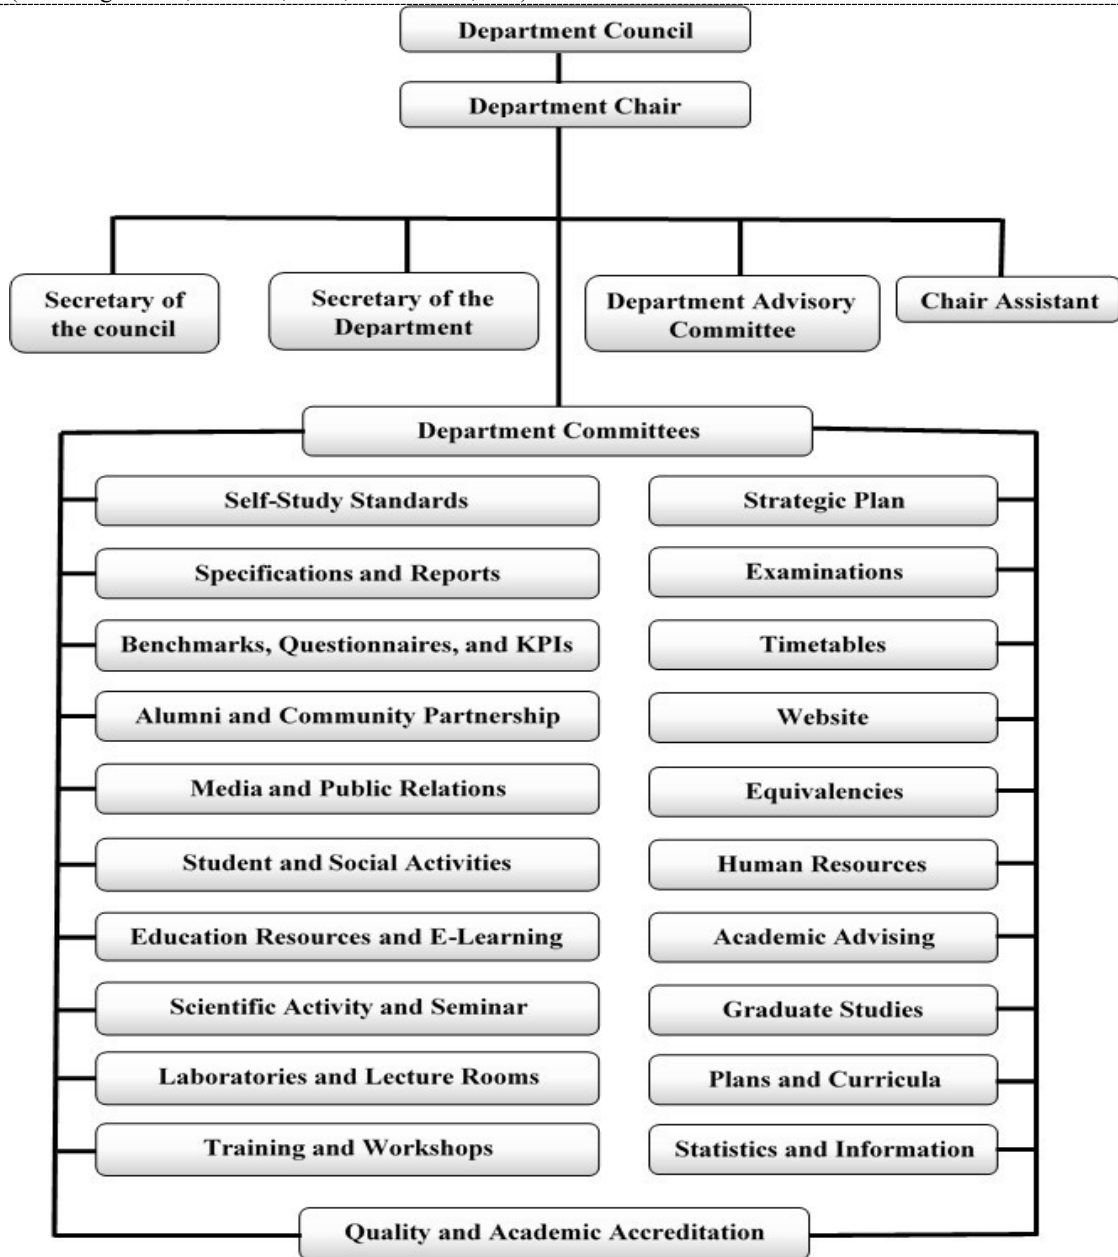 Department Council
Department Chair
Secretary of
the council
Secretary of the
Department
Department Advisory
Committee
Chair Assistant
Department Committees
Self-Study Standards
Strategic Plan
Specifications and Reports
Examinations
Benchmarks, Questionnaires, and KPIs
Timetables
Alumni and Community Partnership
Website
Media and Public Relations
Equivalencies
Student and Social Activities
Human Resources
Education Resources and E-Learning
Academic Advising
Scientific Activity and Seminar
Graduate Studies
Laboratories and Lecture Rooms
Plans and Curricula
Training and Workshops
Statistics and Information
Quality and Academic Accreditation